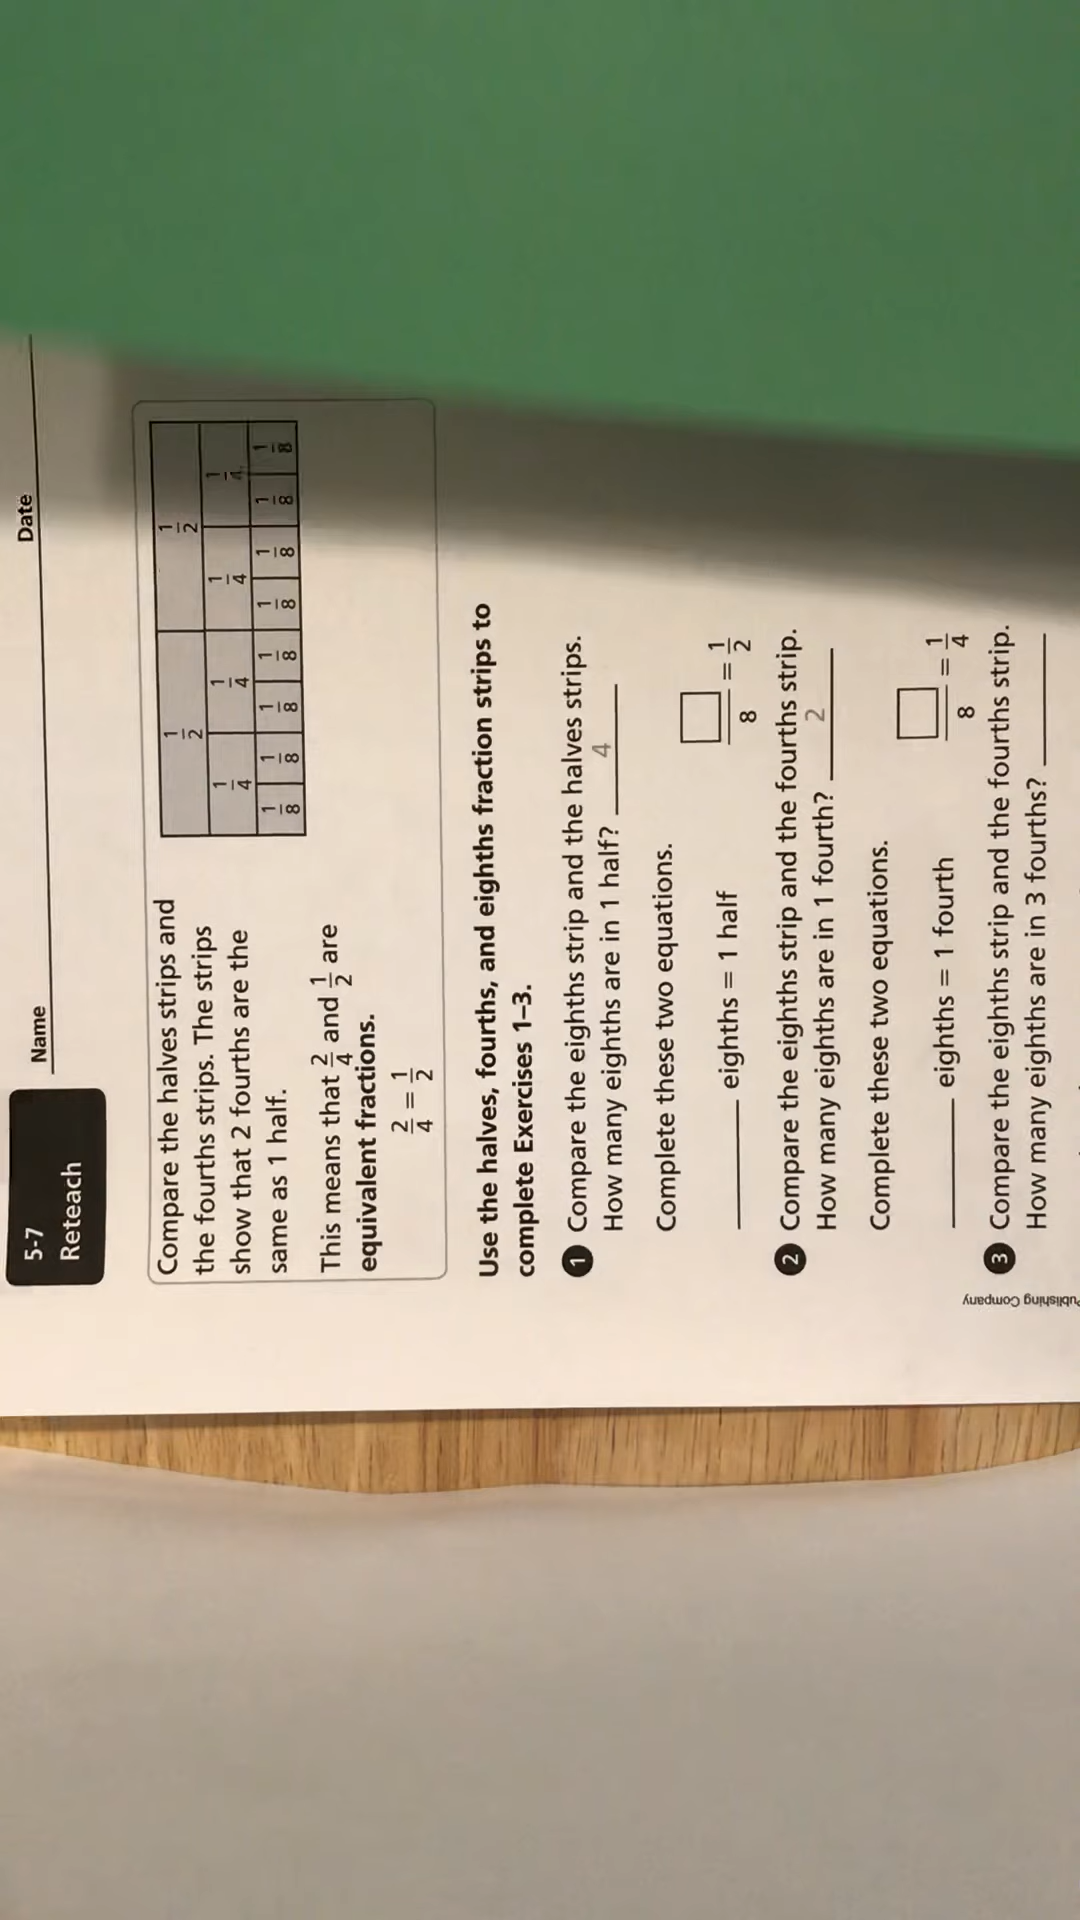 5-7
Reteach
Name
Date
Compare the halves strips and
the fourths strips. The strips
show that 2 fourths are the
same as 1 half.
This means that 2/4 and 1/2 are
equivalent fractions.
2/4 = 1/2
1/2 1/2
1/4 1/4 1/4 1/4
1/8 1/8 1/8 1/8 1/8 1/8 1/8 1/8
Use the halves, fourths, and eighths fraction strips to
complete Exercises 1–3.
1 Compare the eighths strip and the halves strips.
How many eighths are in 1 half? 4
Complete these two equations.
____ eighths = 1 half □/8 = 1/2
2 Compare the eighths strip and the fourths strip.
How many eighths are in 1 fourth? 2
Complete these two equations.
____ eighths = 1 fourth □/8 = 1/4
3 Compare the eighths strip and the fourths strip.
How many eighths are in 3 fourths? ____
Publishing Company